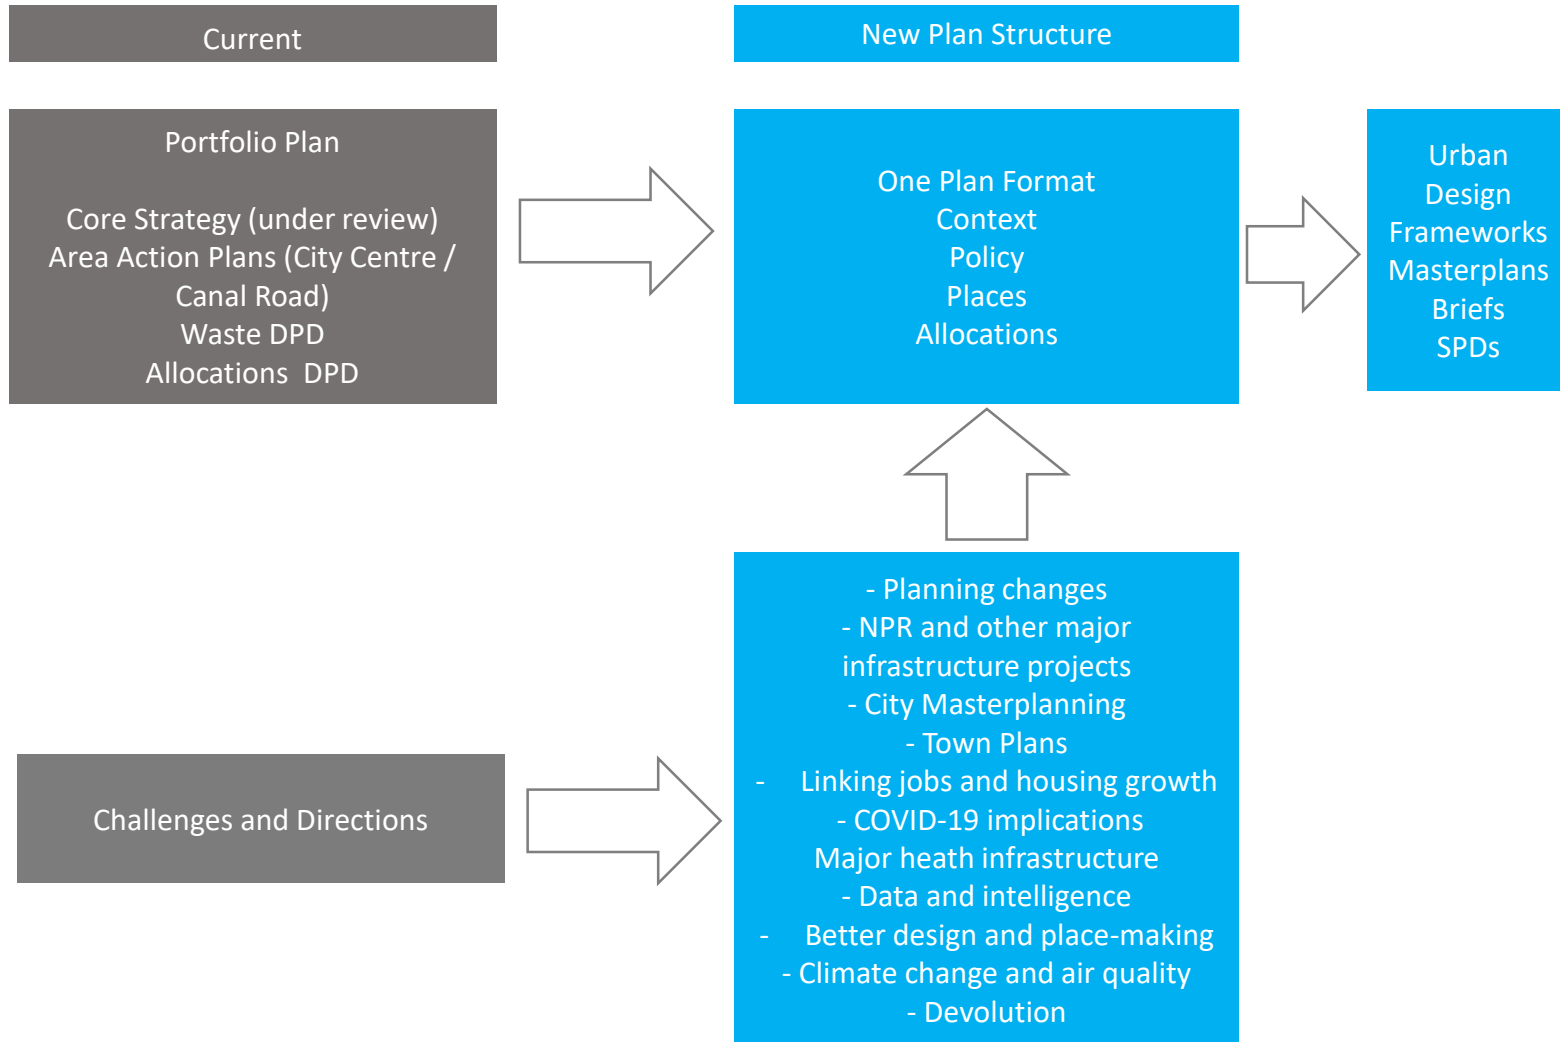 Current
New Plan Structure
Portfolio Plan
Core Strategy (under review)
Area Action Plans (City Centre /
Canal Road)
Waste DPD
Allocations DPD
One Plan Format
Context
Policy
Places
Allocations
Urban
Design
Frameworks
Masterplans
Briefs
SPDs
Challenges and Directions
- Planning changes
- NPR and other major
infrastructure projects
- City Masterplanning
- Town Plans
- Linking jobs and housing growth
- COVID-19 implications
Major heath infrastructure
- Data and intelligence
- Better design and place-making
- Climate change and air quality
- Devolution